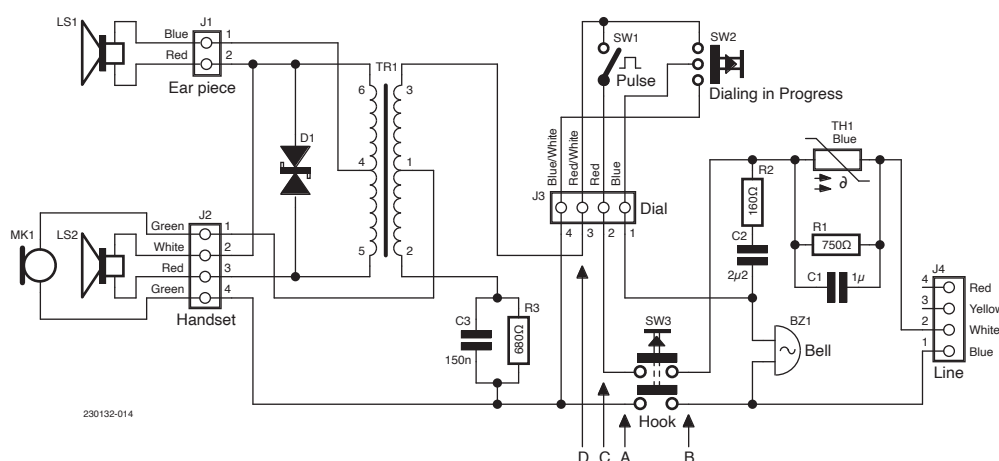 LS1
J1
Blue 1
Red 2
Ear piece
TR1
6 3
4 1
5 2
D1
SW1
Pulse
SW2
Dialing in Progress
Blue/White
Red/White
Red
Blue
J3
Dial
4 3 2 1
TH1
Blue
∂
R2
160Ω
C2
2µ2
R1
750Ω
C1 1µ
J4
4 Red
3 Yellow
2 White
1 Blue
Line
MK1
LS2
J2
Green 1
White 2
Red 3
Green 4
Handset
C3
150n
R3
680Ω
SW3
Hook
BZ1
Bell
230132-014
D C A B